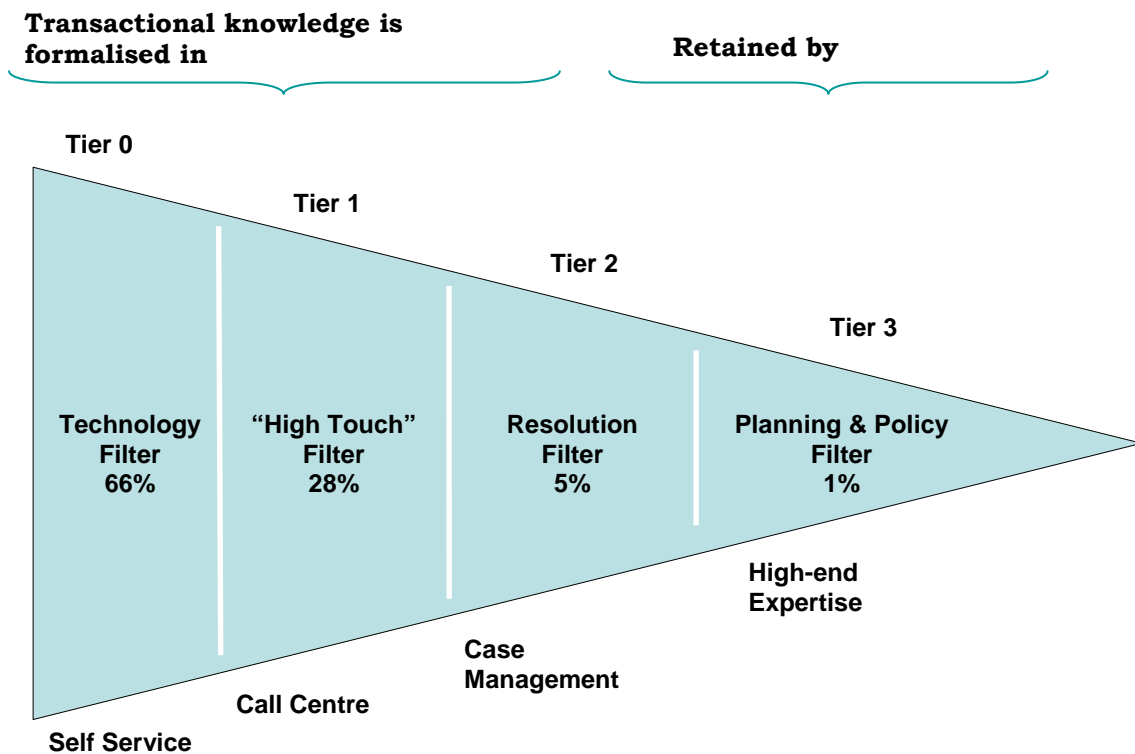 Transactional knowledge is
formalised in
Retained by
Tier 0
Tier 1
Tier 2
Tier 3
Technology
Filter
66%
“High Touch”
Filter
28%
Resolution
Filter
5%
Planning & Policy
Filter
1%
High-end
Expertise
Case
Management
Call Centre
Self Service